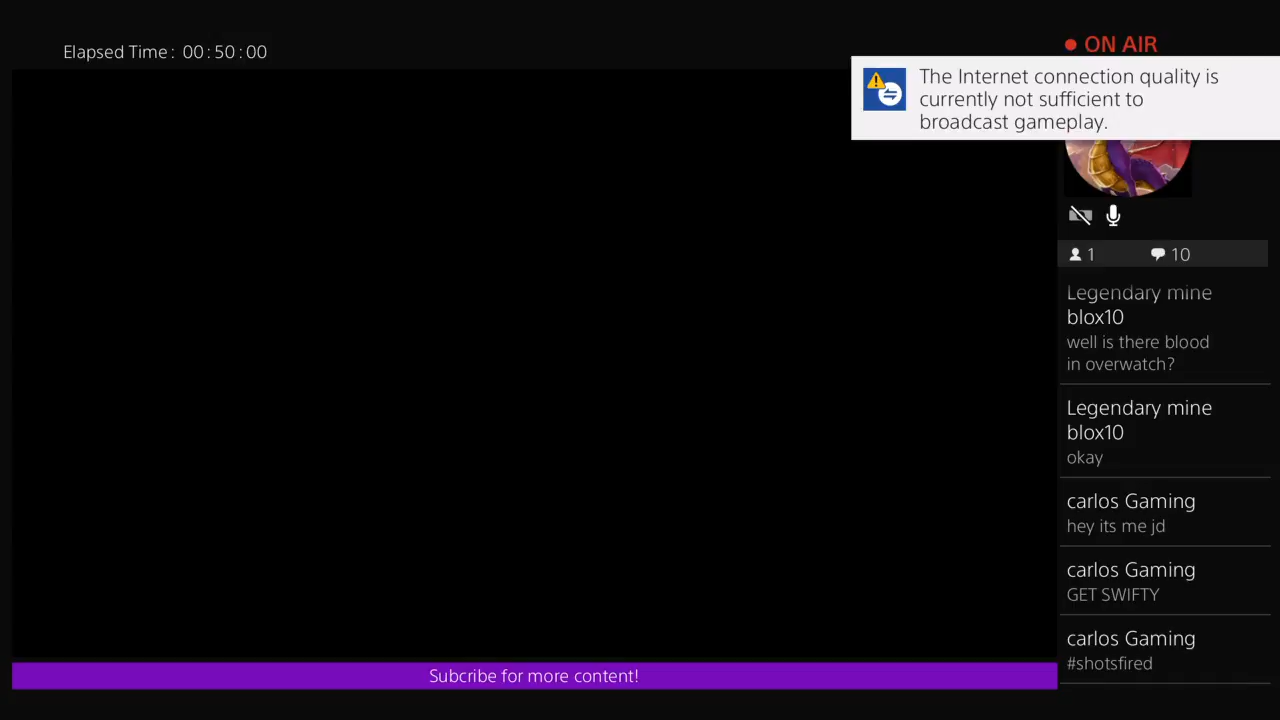 Elapsed Time: 00:50:00
ON AIR
The Internet connection quality is
currently not sufficient to
broadcast gameplay.
1
10
Legendary mine
blox10
well is there blood
in overwatch?
Legendary mine
blox10
okay
carlos Gaming
hey its me jd
carlos Gaming
GET SWIFTY
carlos Gaming
#shotsfired
Subcribe for more content!